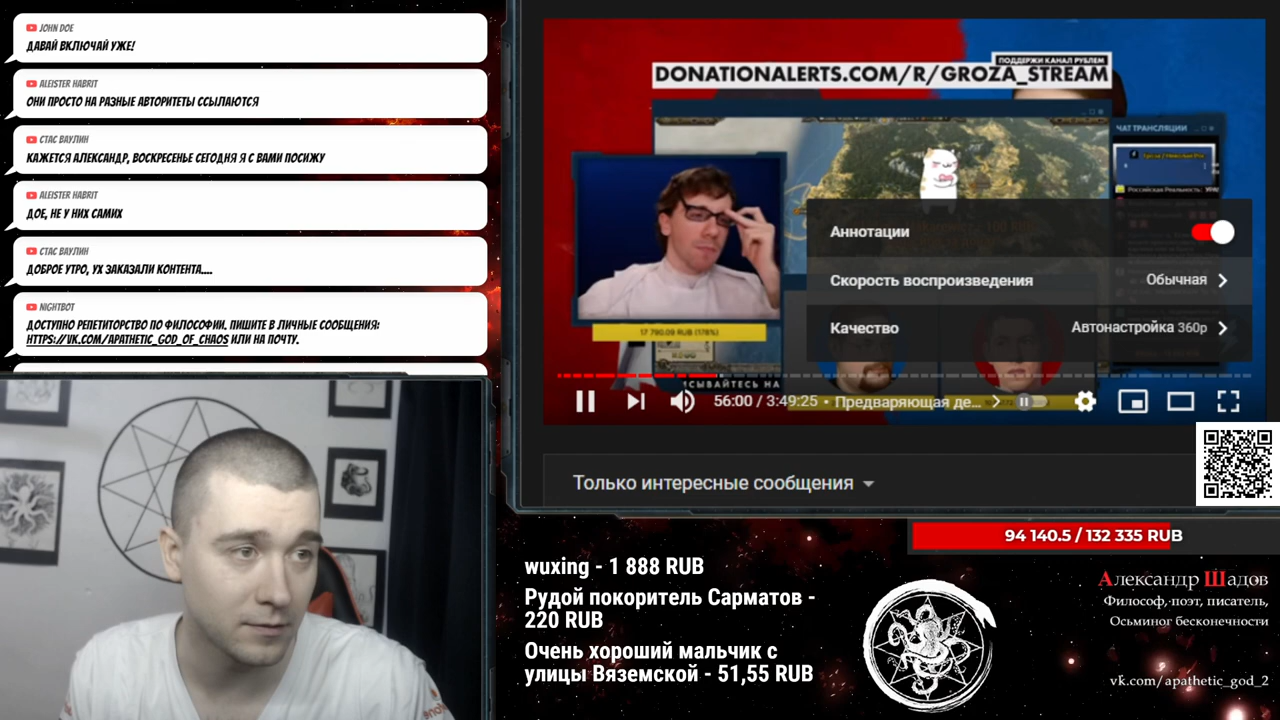 JOHN DOE
ДАВАЙ ВКЛЮЧАЙ УЖЕ!
ALEISTER HABRIT
ОНИ ПРОСТО НА РАЗНЫЕ АВТОРИТЕТЫ ССЫЛАЮТСЯ
СТАС ВАУЛИН
КАЖЕТСЯ АЛЕКСАНДР, ВОСКРЕСЕНЬЕ СЕГОДНЯ Я С ВАМИ ПОСИЖУ
ALEISTER HABRIT
ДОЕ, НЕ У НИХ САМИХ
СТАС ВАУЛИН
ДОБРОЕ УТРО, УХ ЗАКАЗАЛИ КОНТЕНТА....
NIGHTBOT
ДОСТУПНО РЕПЕТИТОРСТВО ПО ФИЛОСОФИИ. ПИШИТЕ В ЛИЧНЫЕ СООБЩЕНИЯ:
HTTPS://VK.COM/APATHETIC_GOD_OF_CHAOS ИЛИ НА ПОЧТУ.
ПОДДЕРЖИ КАНАЛ РУБЛЕМ
DONATIONALERTS.COM/R/GROZA_STREAM
ЧАТ ТРАНСЛЯЦИИ
Российская Реальность:
Аннотации
Скорость воспроизведения Обычная
Качество Автонастройка 360p
17 790.09 RUB (178%)
ИСЫВАЙТЕСЬ НА
56:00 / 3:49:25 • Предваряющая де...
Только интересные сообщения
94 140.5 / 132 335 RUB
wuxing - 1 888 RUB
Рудой покоритель Сарматов -
220 RUB
Очень хороший мальчик с
улицы Вяземской - 51,55 RUB
Александр Шадов
Философ, поэт, писатель,
Осьминог бесконечности
vk.com/apathetic_god_2